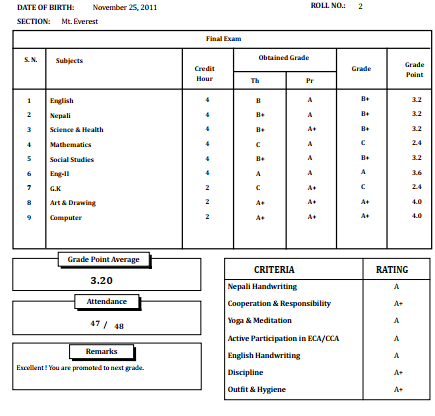 DATE OF BIRTH: November 25, 2011 ROLL NO.: 2
SECTION: Mt. Everest
Final Exam
S. N. Subjects Credit Hour Obtained Grade Grade Grade Point
Th Pr
1 English 4 B A B+ 3.2
2 Nepali 4 B+ A B+ 3.2
3 Science & Health 4 B+ A+ B+ 3.2
4 Mathematics 4 C A C 2.4
5 Social Studies 4 B+ A B+ 3.2
6 Eng-II 4 A A A 3.6
7 G.K 2 C A+ C 2.4
8 Art & Drawing 2 A+ A+ A+ 4.0
9 Computer 2 A+ A+ A+ 4.0
Grade Point Average
3.20
Attendance
47 / 48
Remarks
Excellent ! You are promoted to next grade.
CRITERIA RATING
Nepali Handwriting A
Cooperation & Responsibility A+
Yoga & Meditation A
Active Participation in ECA/CCA A
English Handwriting A
Discipline A+
Outfit & Hygiene A+